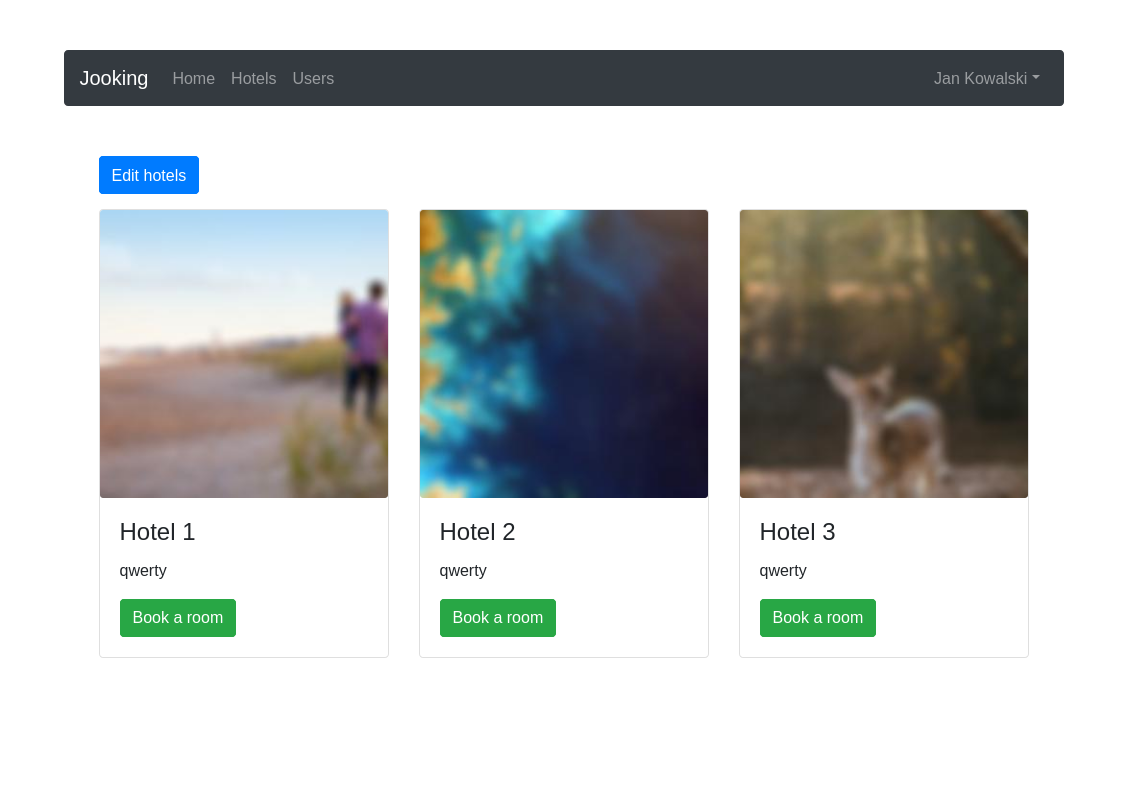 Jooking Home Hotels Users Jan Kowalski
Edit hotels
Hotel 1
qwerty
Book a room
Hotel 2
qwerty
Book a room
Hotel 3
qwerty
Book a room